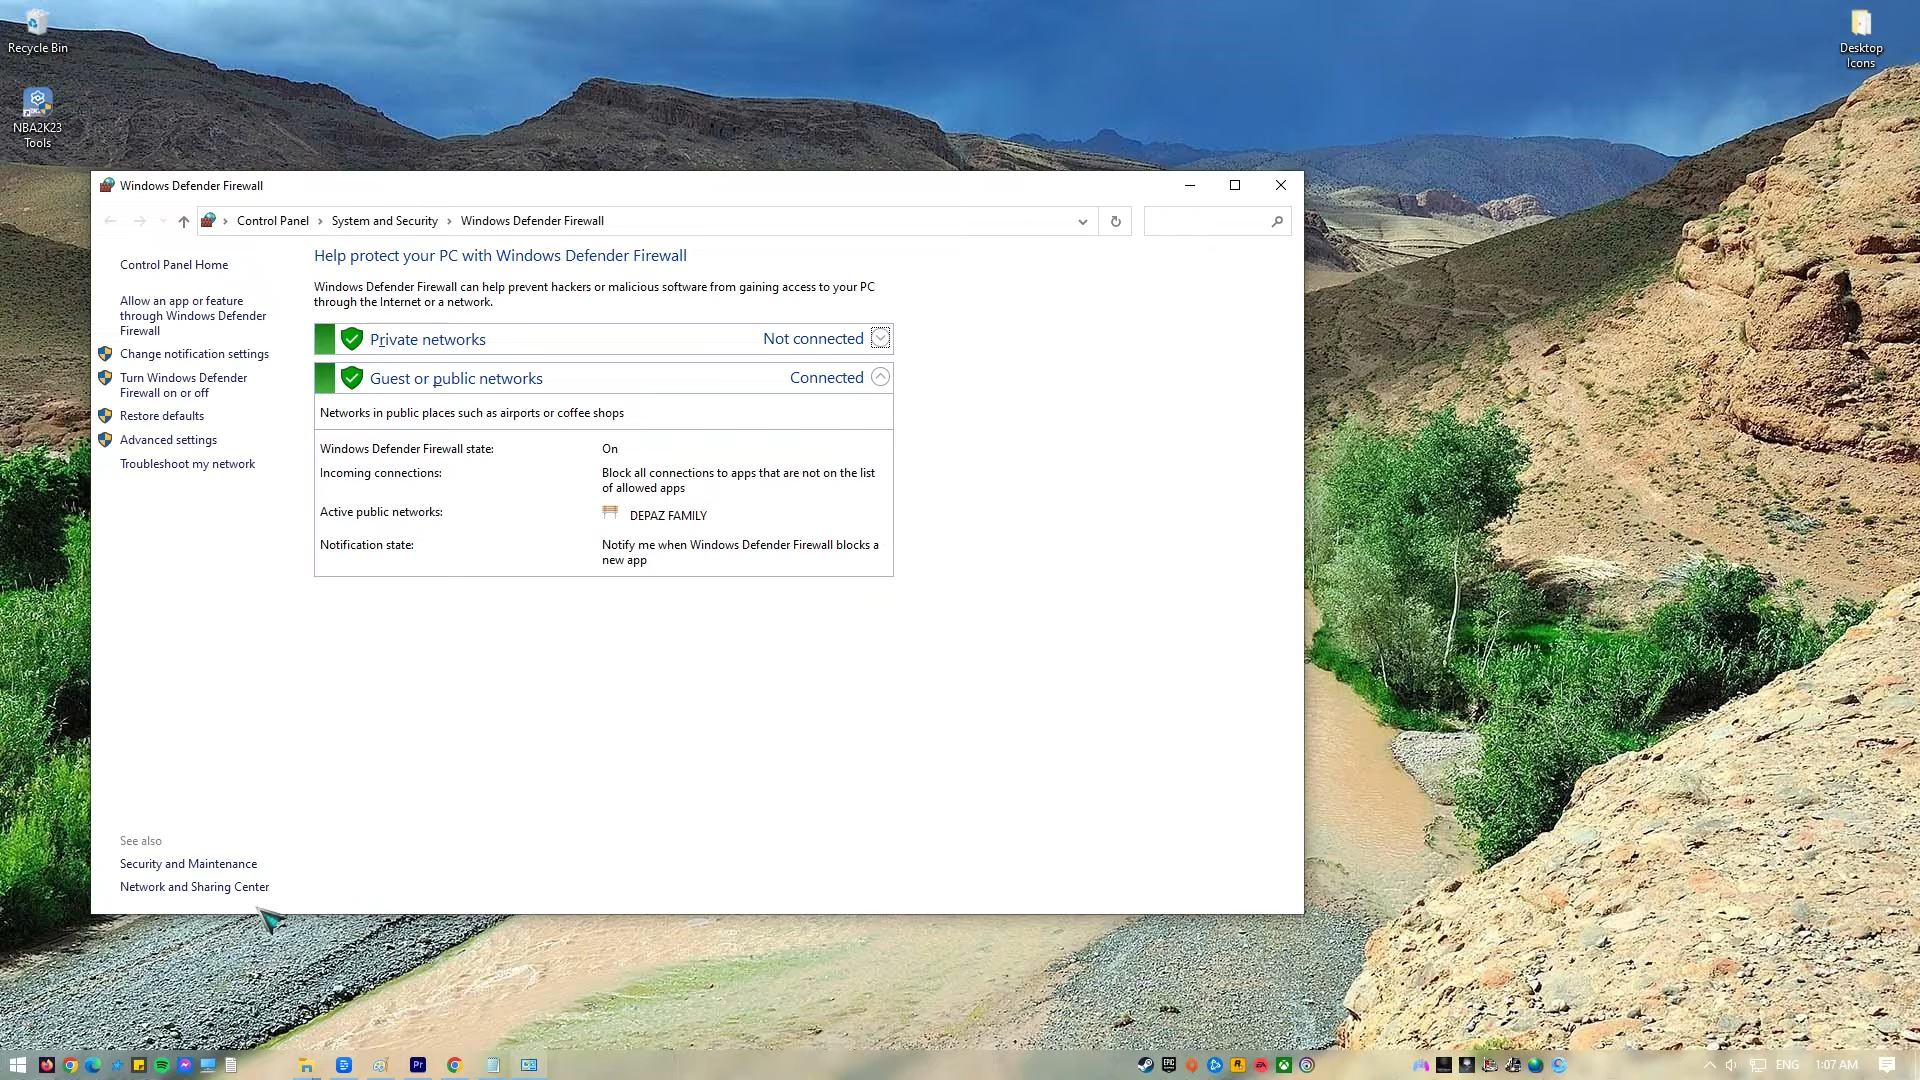 Recycle Bin
NBA2K23
Tools
Desktop
Icons
Windows Defender Firewall
Control Panel
System and Security
Windows Defender Firewall
Control Panel Home
Allow an app or feature
through Windows Defender
Firewall
Change notification settings
Turn Windows Defender
Firewall on or off
Restore defaults
Advanced settings
Troubleshoot my network
Help protect your PC with Windows Defender Firewall
Windows Defender Firewall can help prevent hackers or malicious software from gaining access to your PC
through the Internet or a network.
Private networks Not connected
Guest or public networks Connected
Networks in public places such as airports or coffee shops
Windows Defender Firewall state: On
Incoming connections: Block all connections to apps that are not on the list
of allowed apps
Active public networks: DEPAZ FAMILY
Notification state: Notify me when Windows Defender Firewall blocks a
new app
See also
Security and Maintenance
Network and Sharing Center
Pr
EPIC
R
EA
ENG 1:07 AM